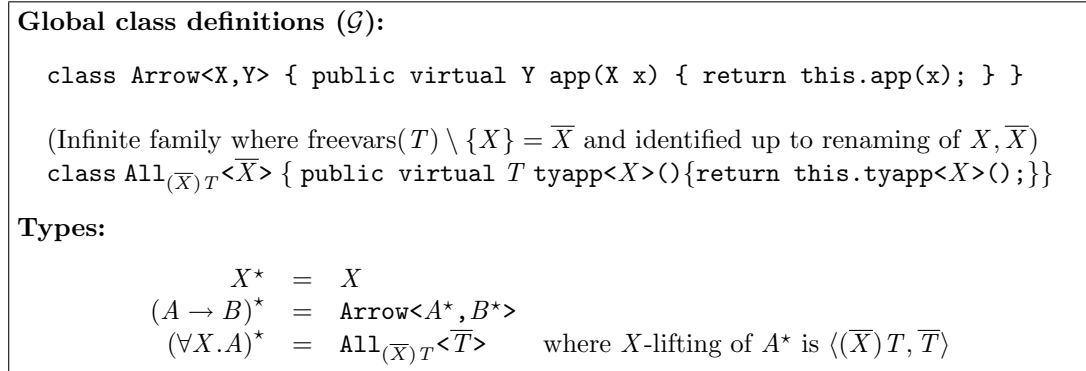 Global class definitions (𝒢):
class Arrow<X,Y> { public virtual Y app(X x) { return this.app(x); } }
(Infinite family where freevars(T) \ {X} = X̅ and identified up to renaming of X, X̅)
class All_(X̅) T<X̅> { public virtual T tyapp<X>(){return this.tyapp<X>();}}
Types:
X⋆ = X
(A → B)⋆ = Arrow<A⋆,B⋆>
(∀X.A)⋆ = All_(X̅) T<T̅> where X-lifting of A⋆ is ⟨(X̅) T, T̅⟩